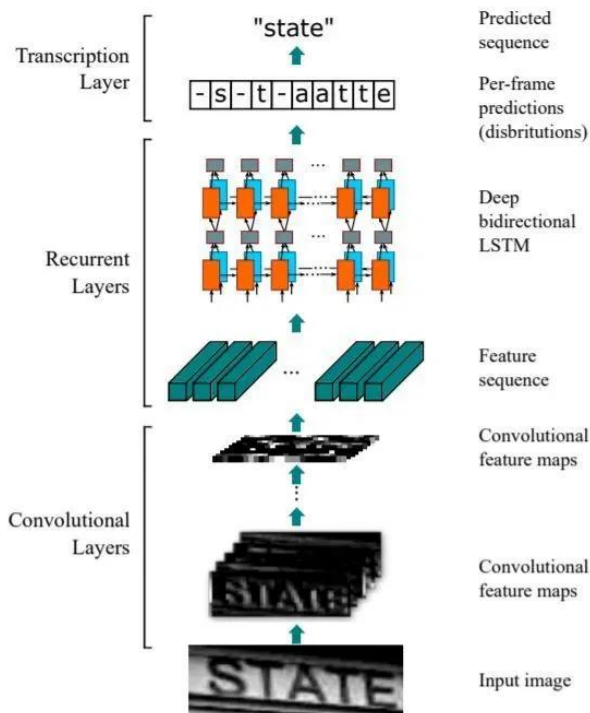 "state"
Predicted
sequence
Transcription
Layer
-s-t-aatte
Per-frame
predictions
(disbritutions)
Recurrent
Layers
Deep
bidirectional
LSTM
Feature
sequence
Convolutional
feature maps
Convolutional
Layers
STATE
Convolutional
feature maps
STATE
Input image